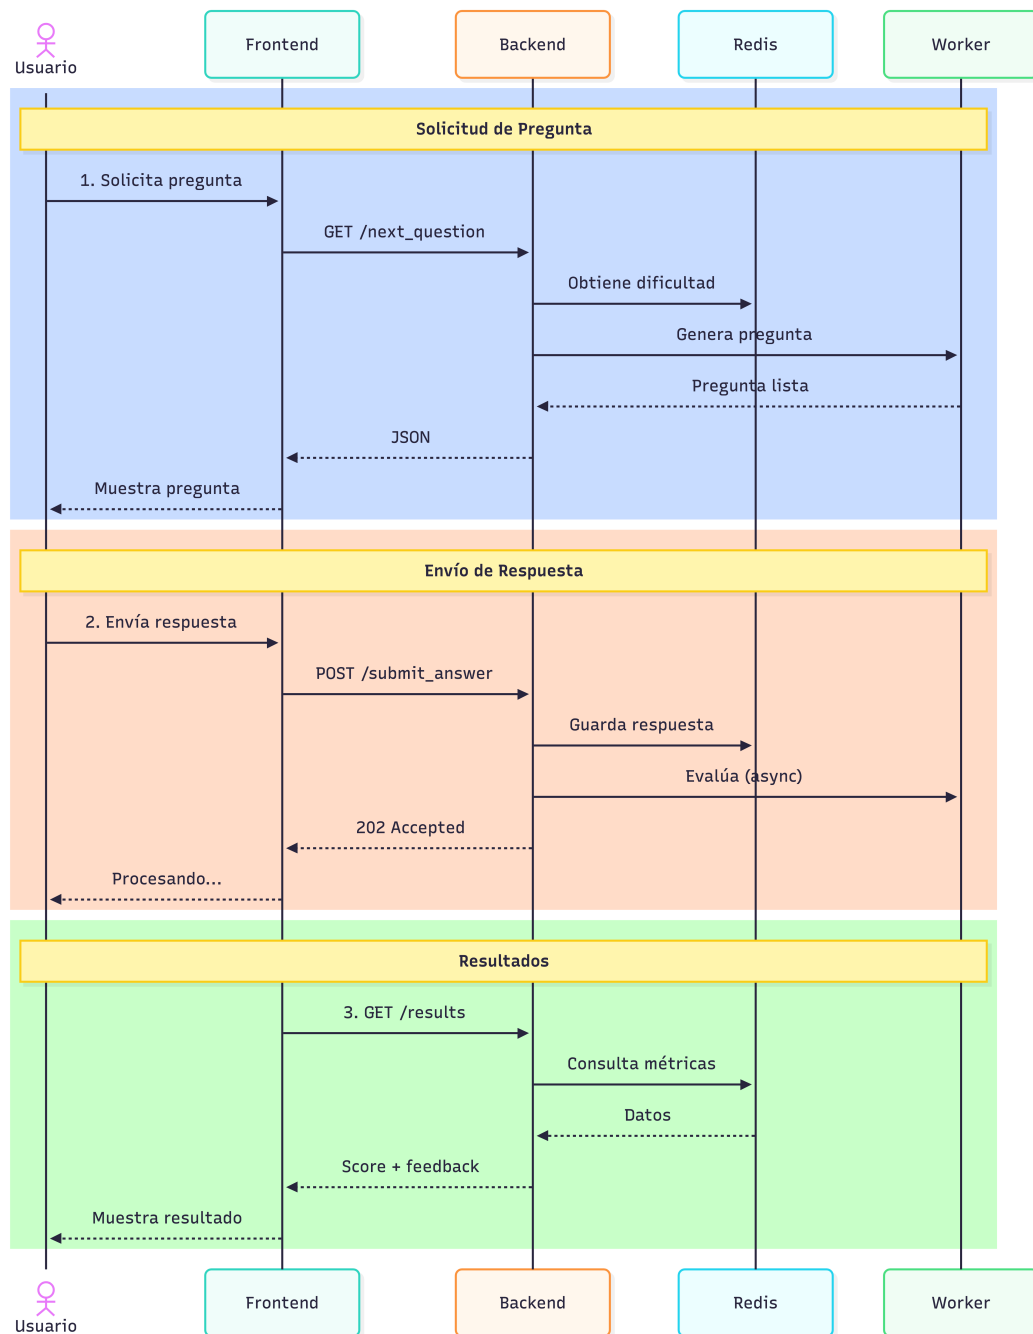 Usuario
Frontend
Backend
Redis
Worker
Solicitud de Pregunta
1. Solicita pregunta
GET /next_question
Obtiene dificultad
Genera pregunta
Pregunta lista
JSON
Muestra pregunta
Envío de Respuesta
2. Envía respuesta
POST /submit_answer
Guarda respuesta
Evalúa (async)
202 Accepted
Procesando...
Resultados
3. GET /results
Consulta métricas
Datos
Score + feedback
Muestra resultado
Usuario
Frontend
Backend
Redis
Worker